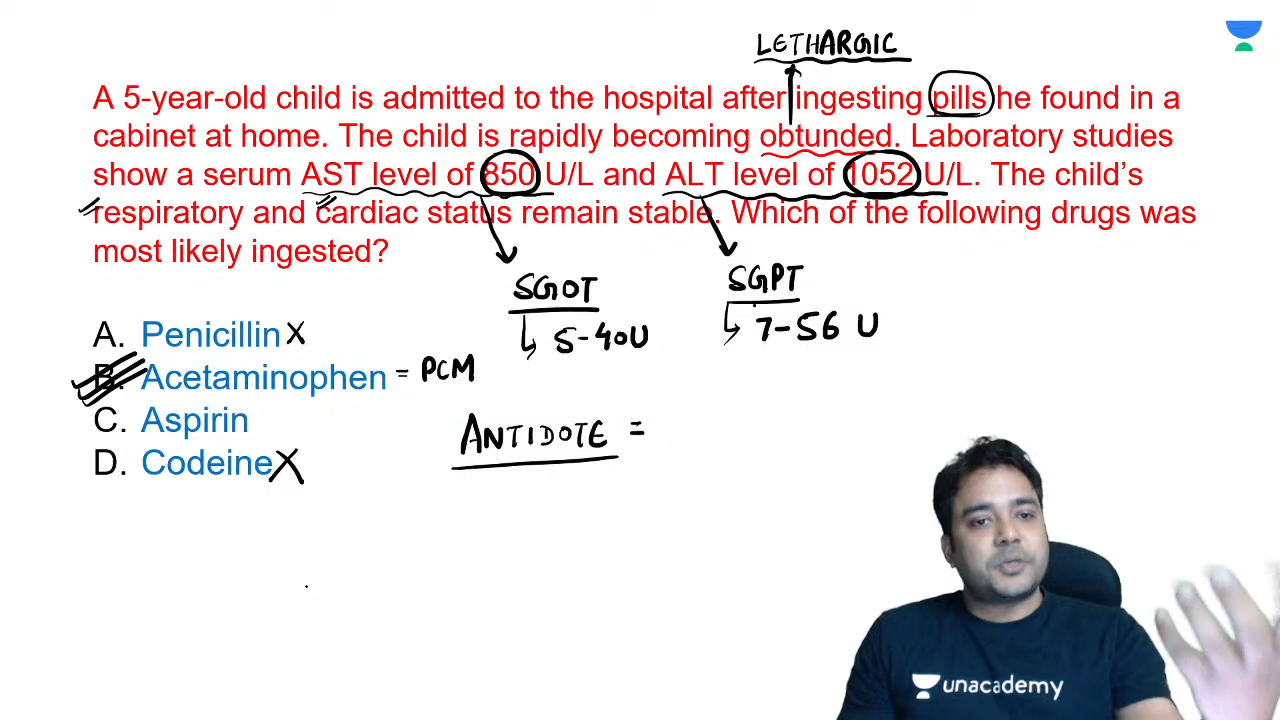 LETHARGIC
A 5-year-old child is admitted to the hospital after ingesting pills he found in a
cabinet at home. The child is rapidly becoming obtunded. Laboratory studies
show a serum AST level of 850 U/L and ALT level of 1052 U/L. The child's
respiratory and cardiac status remain stable. Which of the following drugs was
most likely ingested?
SGOT
5-40U
SGPT
7-56 U
A. Penicillin X
B. Acetaminophen = PCM
C. Aspirin
D. Codeine X
ANTIDOTE =
unacademy